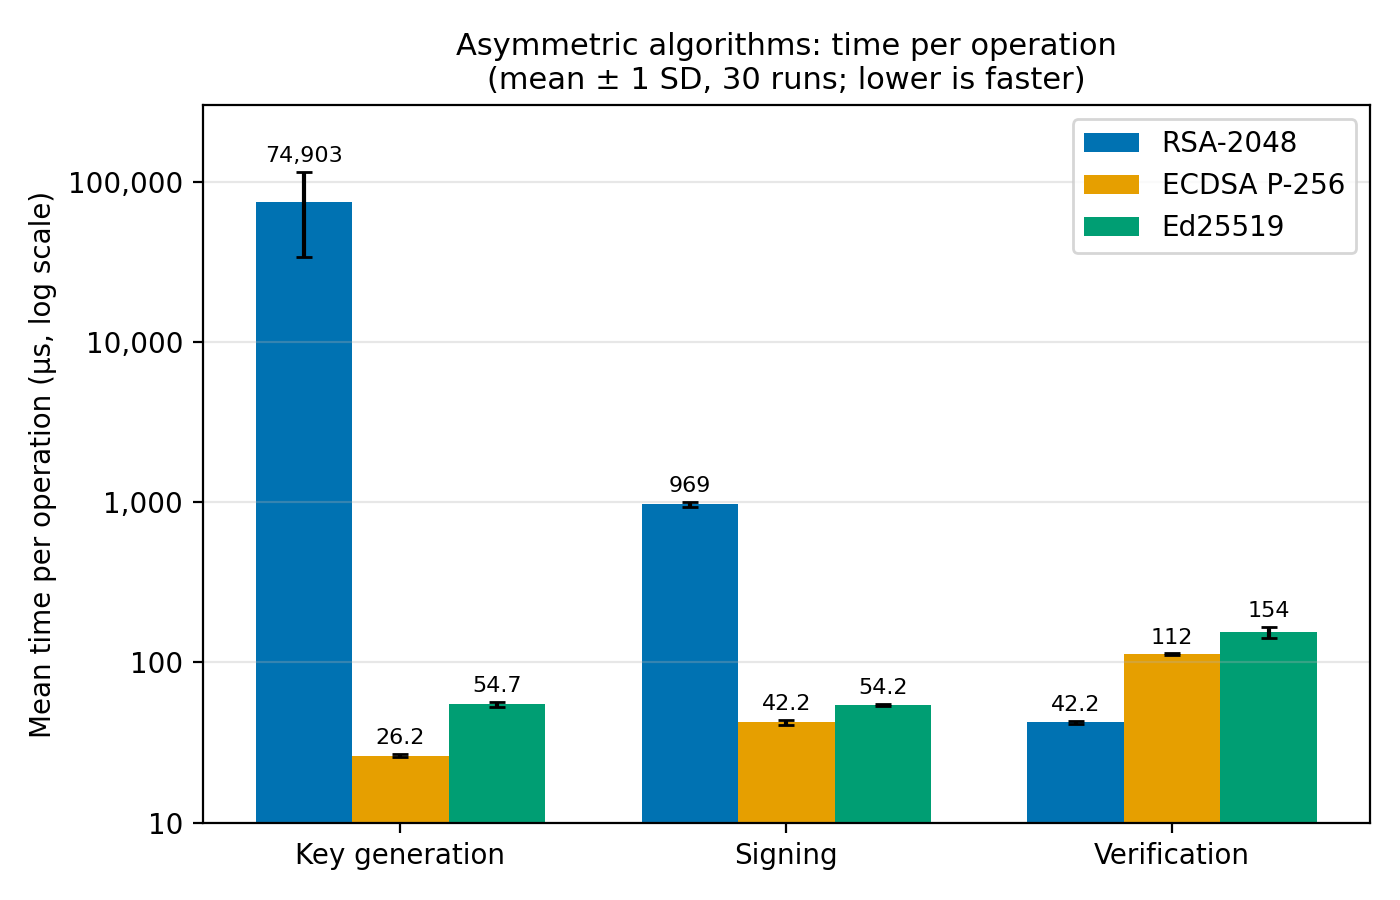 Asymmetric algorithms: time per operation
(mean ± 1 SD, 30 runs; lower is faster)
Mean time per operation (µs, log scale)
100,000
10,000
1,000
100
10
74,903
26.2
54.7
969
42.2
54.2
42.2
112
154
RSA-2048
ECDSA P-256
Ed25519
Key generation
Signing
Verification